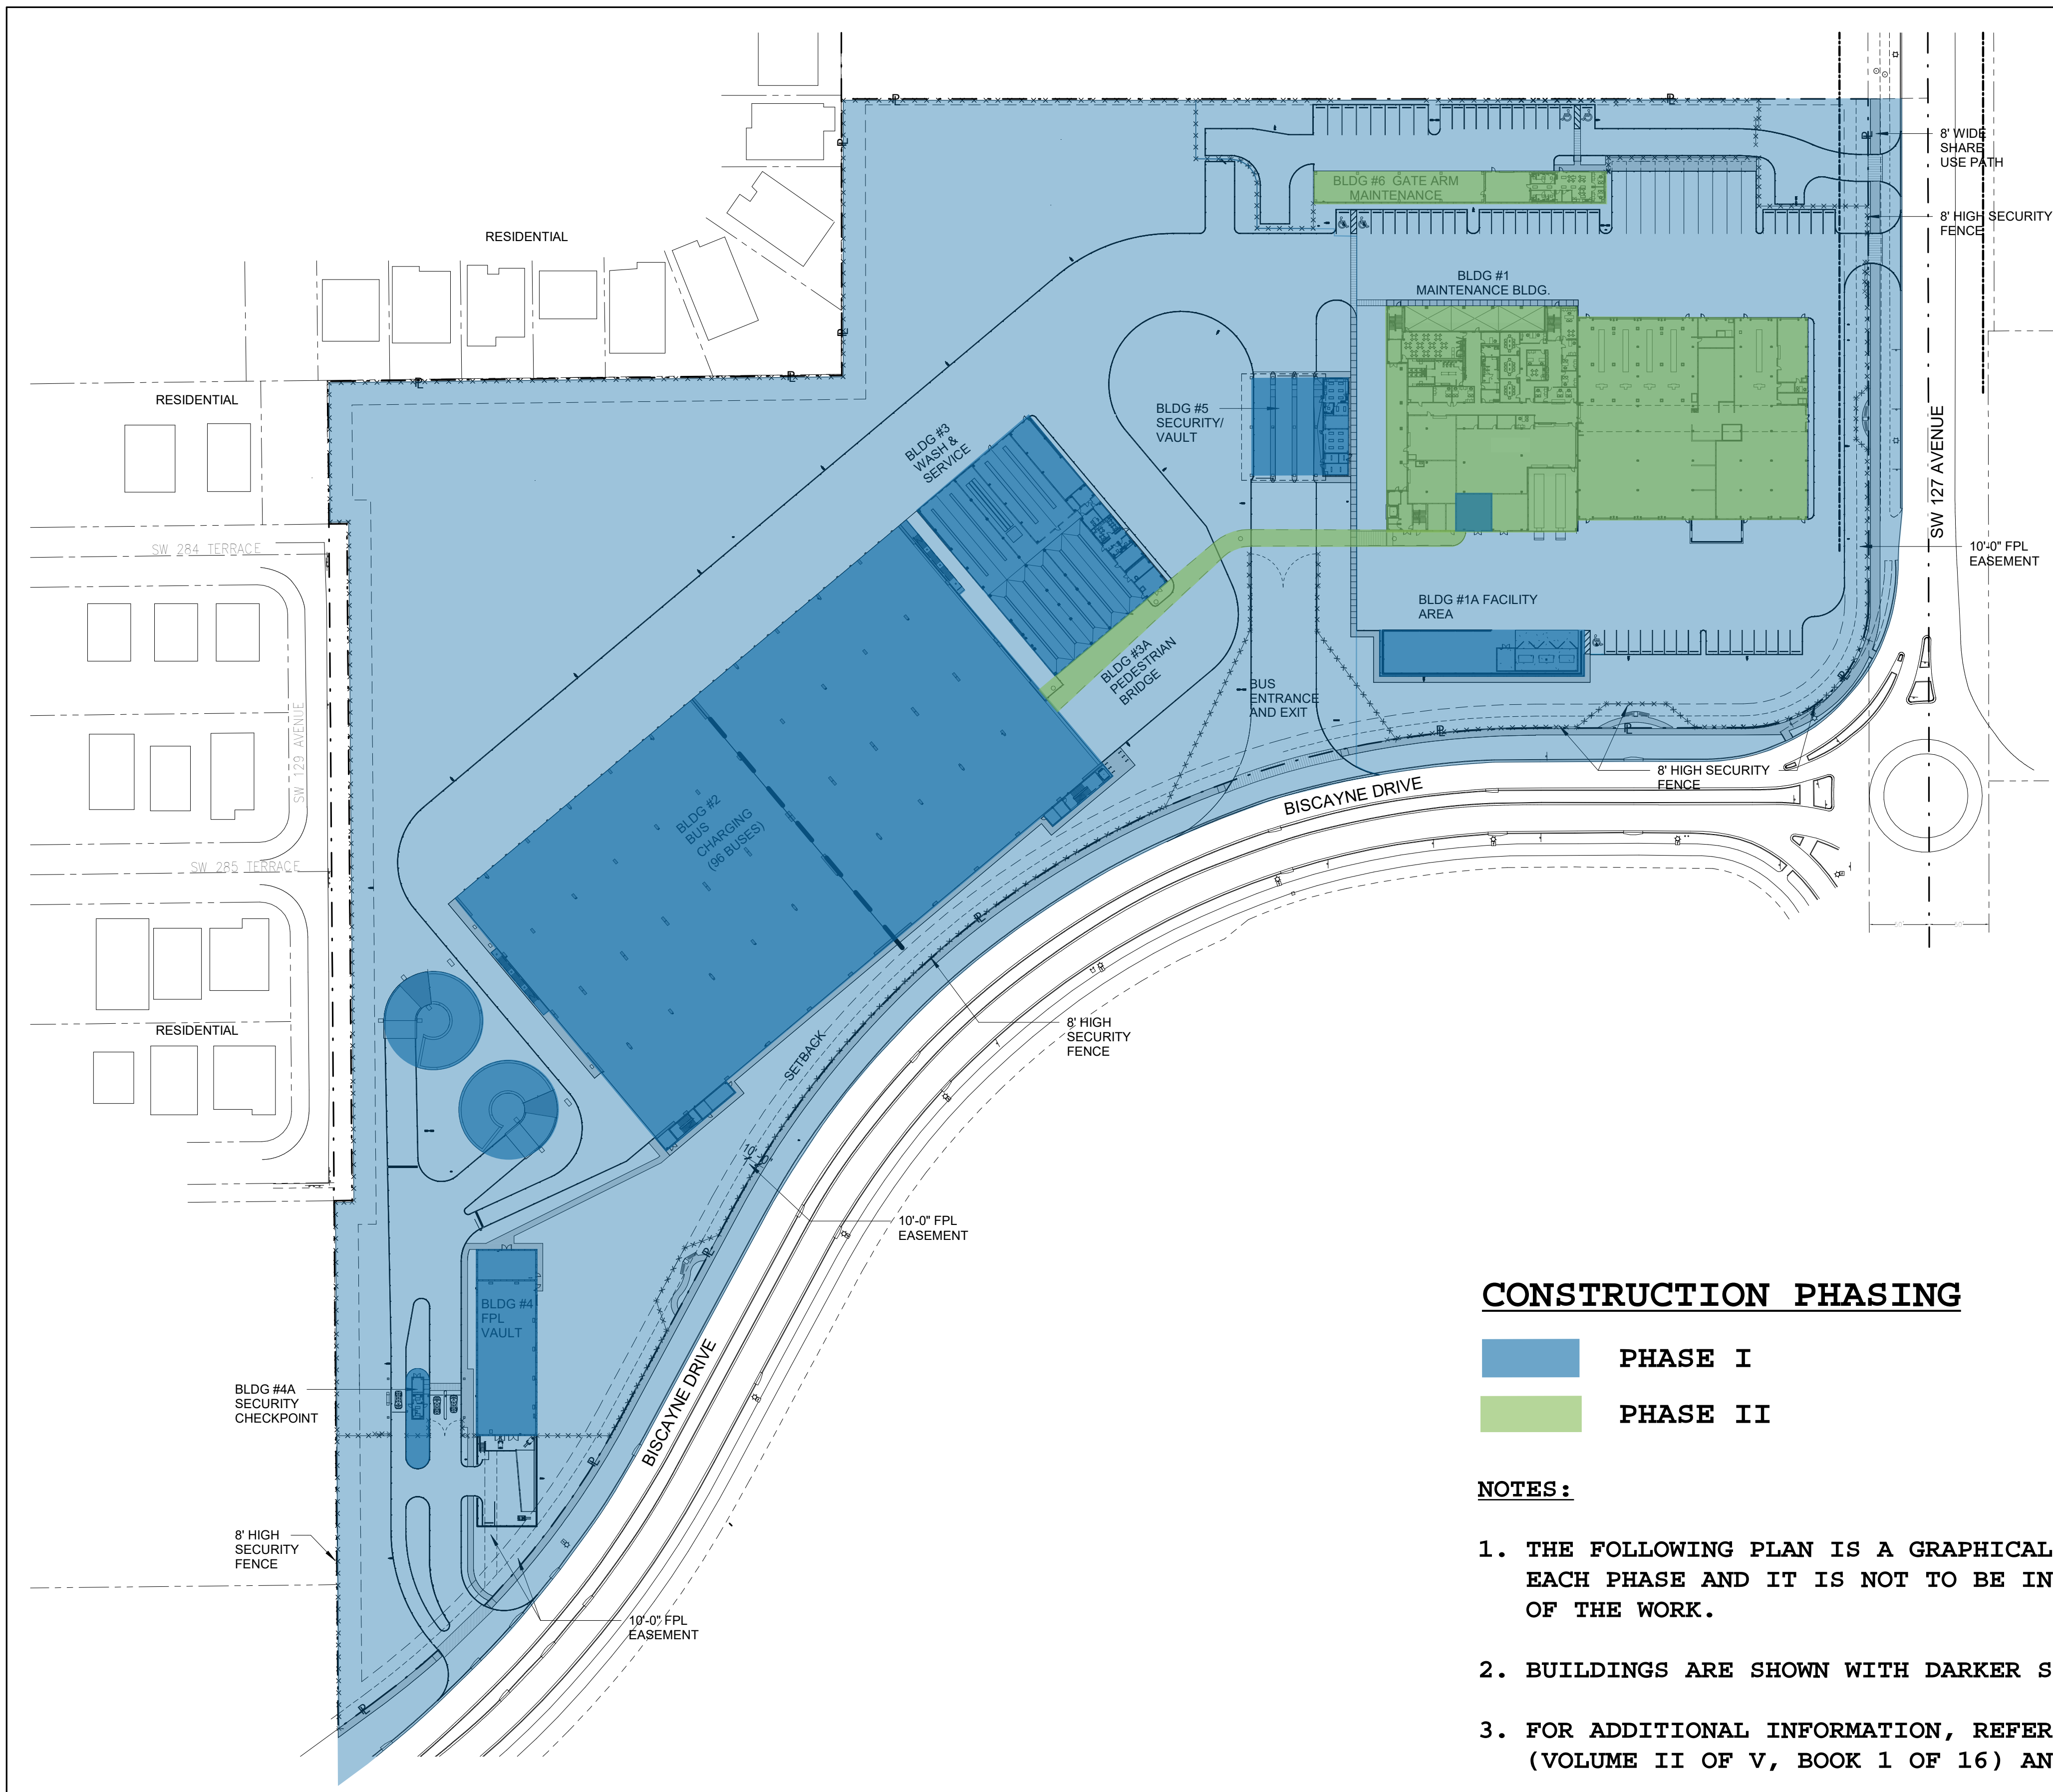 8' WIDE
SHARE
USE PATH
BLDG #6 GATE ARM
MAINTENANCE
8' HIGH SECURITY
FENCE
RESIDENTIAL
BLDG #1
MAINTENANCE BLDG.
RESIDENTIAL
BLDG #5
SECURITY/
VAULT
BLDG #3
WASH &
SERVICE
SW 127 AVENUE
SW 284 TERRACE
10'-0" FPL
EASEMENT
BLDG #1A FACILITY
AREA
BLDG #3A
PEDESTRIAN
BRIDGE
BUS
ENTRANCE
AND EXIT
SW 129 AVENUE
8' HIGH SECURITY
FENCE
BISCAYNE DRIVE
BLDG #2
BUS
CHARGING
(96 BUSES)
SW 285 TERRACE
RESIDENTIAL
8' HIGH
SECURITY
FENCE
SETBACK
10'-0" FPL
EASEMENT
BLDG #4
FPL
VAULT
BISCAYNE DRIVE
BLDG #4A
SECURITY
CHECKPOINT
8' HIGH
SECURITY
FENCE
10'-0" FPL
EASEMENT
CONSTRUCTION PHASING
PHASE I
PHASE II
NOTES:
1. THE FOLLOWING PLAN IS A GRAPHICAL
EACH PHASE AND IT IS NOT TO BE IN
OF THE WORK.
2. BUILDINGS ARE SHOWN WITH DARKER S
3. FOR ADDITIONAL INFORMATION, REFER
(VOLUME II OF V, BOOK 1 OF 16) AN